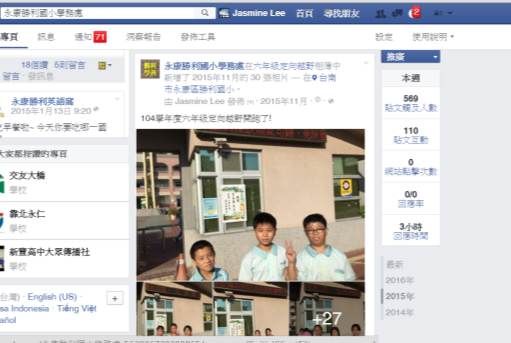 永康勝利國小學務處
Jasmine Lee 首頁 尋找朋友 2
專頁 訊息 通知 71 洞察報告 發佈工具 設定 使用說明
18個讚 6則留言
留言 · 發訊息
永康勝利英語窩
2015年1月13日 9:20
早餐啦~ 今天你要吃哪一國
大家都按讚的專頁
交友大橋
學校
靠北永仁
學校
新豐高中大眾傳播社
學校
台灣) · English (US) ·
sa Indonesia · Tiếng Việt
añol
+
永康勝利國小學務處在六年級定向越野相簿中
新增了 2015年11月的 30 張相片 — 在台南
市永康區勝利國小。
由 Jasmine Lee 發佈 · 2015年11月 ·
104學年度六年級定向越野開跑了!
+27
推廣
本週
569
貼文觸及人數
110
貼文互動
0
網站點擊次數
0/0
回應率
3小時
回應時間
最新
2016年
2015年
2014年